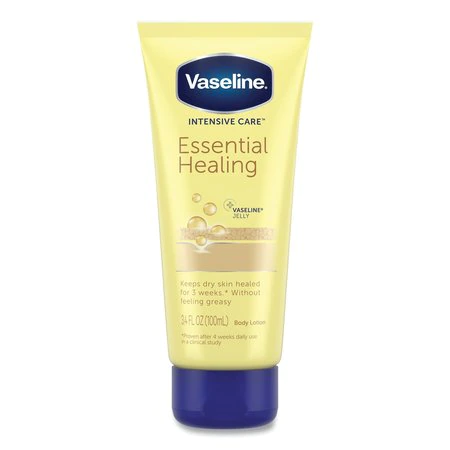 Vaseline.
INTENSIVE CARE™
Essential
Healing
VASELINE®
JELLY
Keeps dry skin healed
for 3 weeks.* Without
feeling greasy
3.4 FL OZ (100mL) Body Lotion
*Proven after 4 weeks daily use
in a clinical study